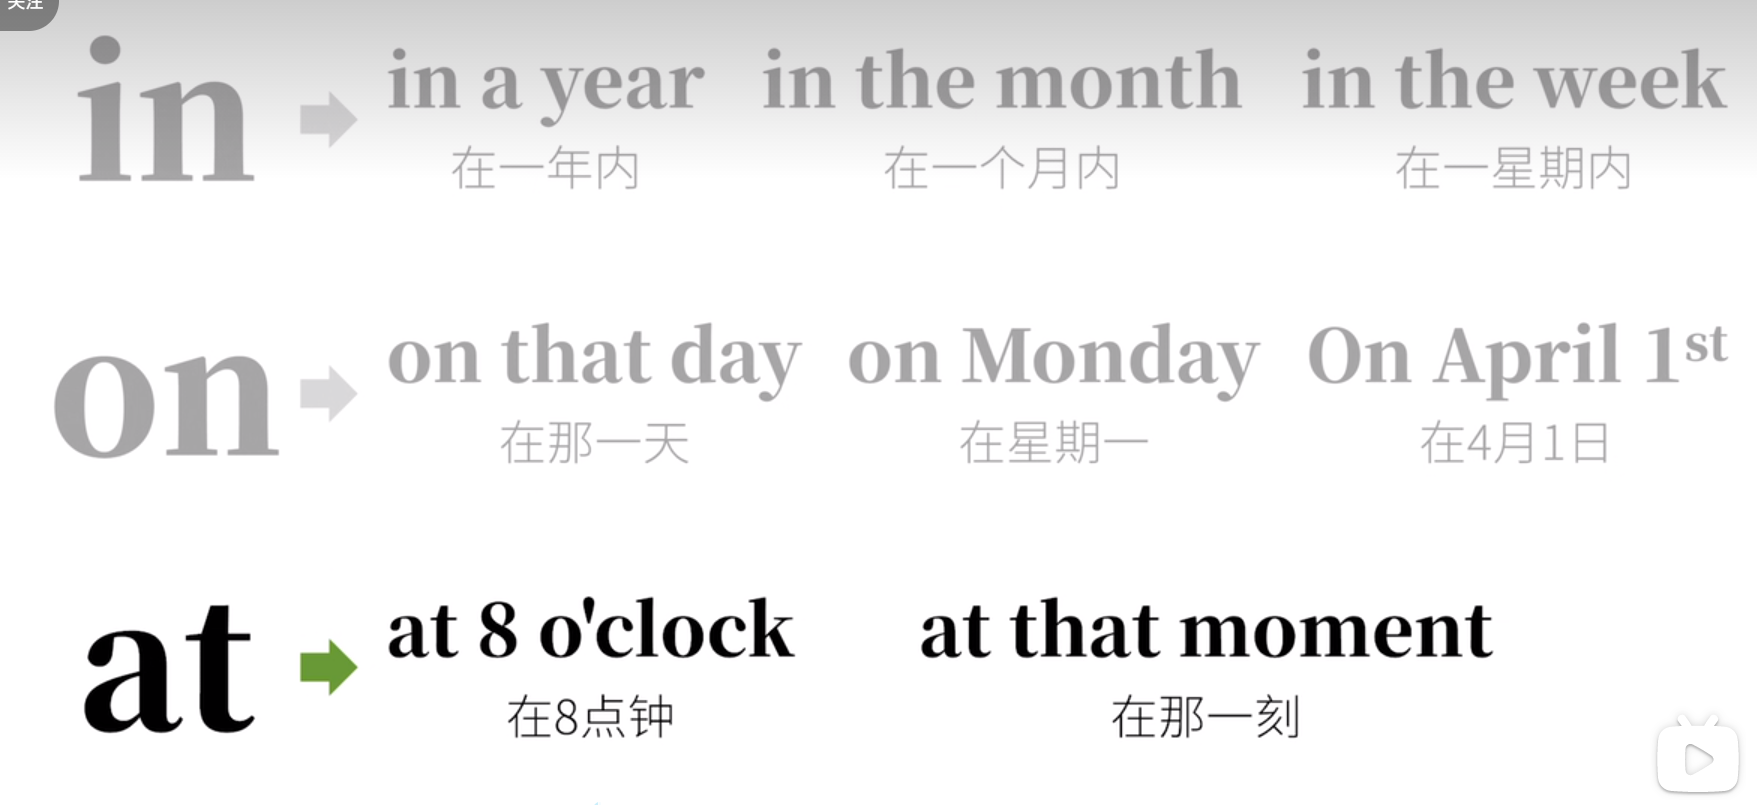 关注
in
in a year in the month in the week
在一年内 在一个月内 在一星期内
on
on that day on Monday On April 1st
在那一天 在星期一 在4月1日
at
at 8 o'clock at that moment
在8点钟 在那一刻